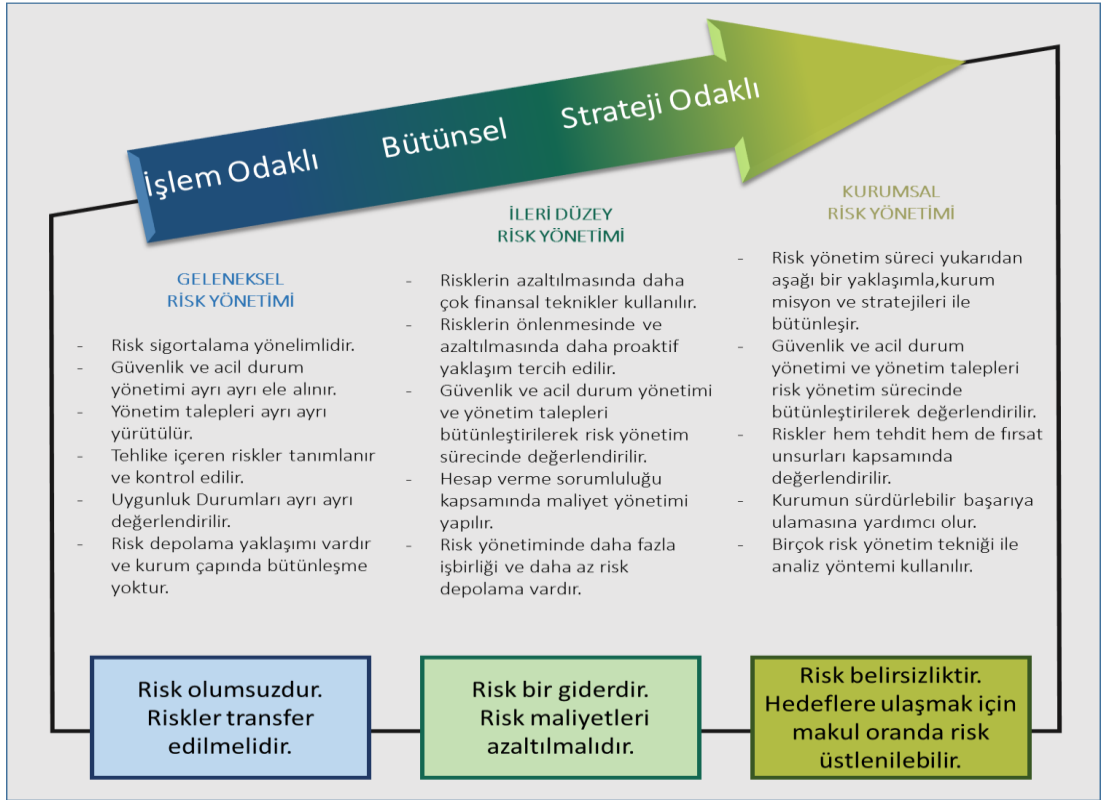 İşlem Odaklı
Bütünsel
Strateji Odaklı
GELENEKSEL
RİSK YÖNETİMİ
- Risk sigortalama yönelimlidir.
- Güvenlik ve acil durum
yönetimi ayrı ayrı ele alınır.
- Yönetim talepleri ayrı ayrı
yürütülür.
- Tehlike içeren riskler tanımlanır
ve kontrol edilir.
- Uygunluk Durumları ayrı ayrı
değerlendirilir.
- Risk depolama yaklaşımı vardır
ve kurum çapında bütünleşme
yoktur.
Risk olumsuzdur.
Riskler transfer
edilmelidir.
İLERİ DÜZEY
RİSK YÖNETİMİ
- Risklerin azaltılmasında daha
çok finansal teknikler kullanılır.
- Risklerin önlenmesinde ve
azaltılmasında daha proaktif
yaklaşım tercih edilir.
- Güvenlik ve acil durum yönetimi
ve yönetim talepleri
bütünleştirilerek risk yönetim
sürecinde değerlendirilir.
- Hesap verme sorumluluğu
kapsamında maliyet yönetimi
yapılır.
- Risk yönetiminde daha fazla
işbirliği ve daha az risk
depolama vardır.
Risk bir giderdir.
Risk maliyetleri
azaltılmalıdır.
KURUMSAL
RİSK YÖNETİMİ
- Risk yönetim süreci yukarıdan
aşağı bir yaklaşımla,kurum
misyon ve stratejileri ile
bütünleşir.
- Güvenlik ve acil durum
yönetimi ve yönetim talepleri
risk yönetim sürecinde
bütünleştirilerek değerlendirilir.
- Riskler hem tehdit hem de fırsat
unsurları kapsamında
değerlendirilir.
- Kurumun sürdürlebilir başarıya
ulamasına yardımcı olur.
- Birçok risk yönetim tekniği ile
analiz yöntemi kullanılır.
Risk belirsizliktir.
Hedeflere ulaşmak için
makul oranda risk
üstlenilebilir.